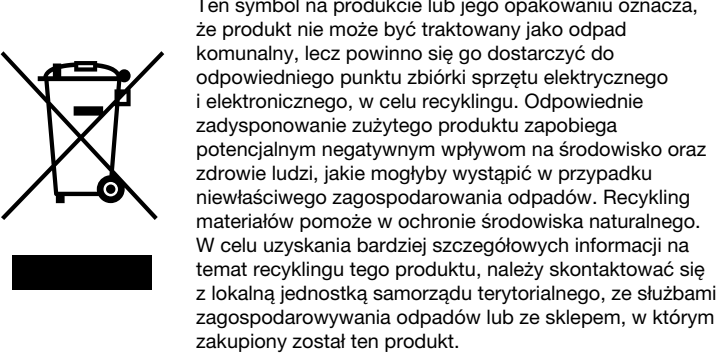 Ten symbol na produkcie lub jego opakowaniu oznacza,
że produkt nie może być traktowany jako odpad
komunalny, lecz powinno się go dostarczyć do
odpowiedniego punktu zbiórki sprzętu elektrycznego
i elektronicznego, w celu recyklingu. Odpowiednie
zadysponowanie zużytego produktu zapobiega
potencjalnym negatywnym wpływom na środowisko oraz
zdrowie ludzi, jakie mogłyby wystąpić w przypadku
niewłaściwego zagospodarowania odpadów. Recykling
materiałów pomoże w ochronie środowiska naturalnego.
W celu uzyskania bardziej szczegółowych informacji na
temat recyklingu tego produktu, należy skontaktować się
z lokalną jednostką samorządu terytorialnego, ze służbami
zagospodarowywania odpadów lub ze sklepem, w którym
zakupiony został ten produkt.